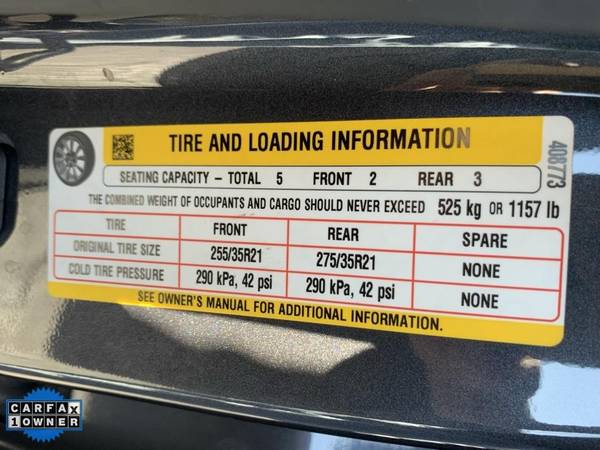 TIRE AND LOADING INFORMATION
406773
SEATING CAPACITY – TOTAL 5 FRONT 2 REAR 3
THE COMBINED WEIGHT OF OCCUPANTS AND CARGO SHOULD NEVER EXCEED 525 kg OR 1157 lb
TIRE FRONT REAR SPARE
ORIGINAL TIRE SIZE 255/35R21 275/35R21 NONE
COLD TIRE PRESSURE 290 kPa, 42 psi 290 kPa, 42 psi NONE
SEE OWNER'S MANUAL FOR ADDITIONAL INFORMATION.
CARFAX
1 OWNER